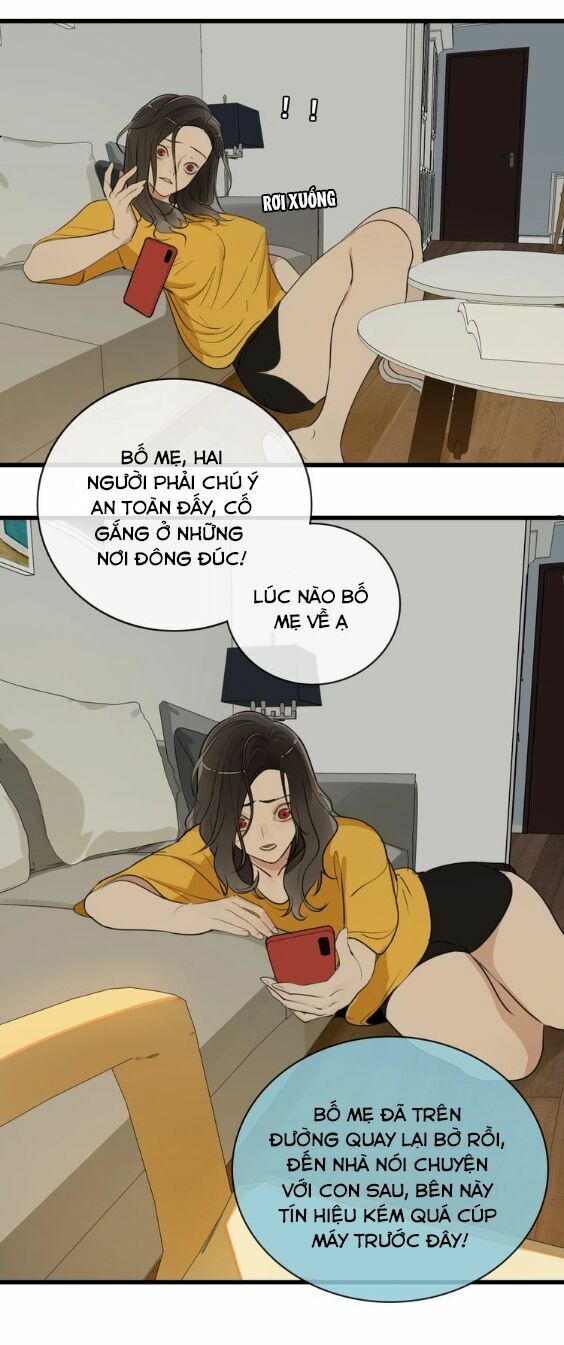 ! !
RƠI XUỐNG
BỐ MẸ, HAI
NGƯỜI PHẢI CHÚ Ý
AN TOÀN ĐẤY, CỐ
GẮNG Ở NHỮNG
NƠI ĐÔNG ĐÚC!
LÚC NÀO BỐ
MẸ VỀ Ạ
BỐ MẸ ĐÃ TRÊN
ĐƯỜNG QUAY LẠI BỜ RỒI,
ĐẾN NHÀ NÓI CHUYỆN
VỚI CON SAU, BÊN NÀY
TÍN HIỆU KÉM QUÁ CÚP
MÁY TRƯỚC ĐÂY!